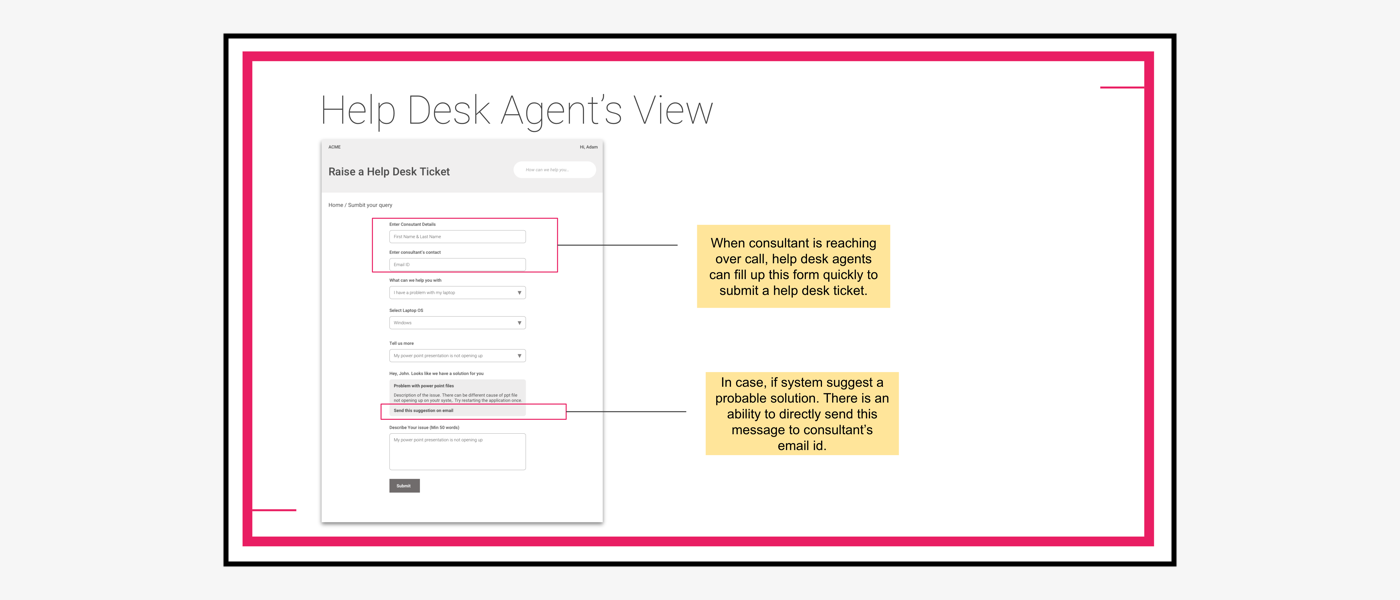 Help Desk Agent's View
ACME
Hi, Adam
Raise a Help Desk Ticket
How can we help you..
Home / Sumbit your query
Enter Consutant Details
First Name & Last Name
Enter consultant's contact
Email ID
What can we help you with
I have a problem with my laptop
Select Laptop OS
Windows
Tell us more
My power point presentation is not opening up
Hey, John. Looks like we have a solution for you
Problem with power point files
Description of the issue. There can be different cause of ppt file
not opening up on youtr syste,. Try restarting the application once
Send this suggestion on email
Describe Your issue (Min 50 words)
My power point presentation is not opening up
Submit
When consultant is reaching
over call, help desk agents
can fill up this form quickly to
submit a help desk ticket.
In case, if system suggest a
probable solution. There is an
ability to directly send this
message to consultant's
email id.